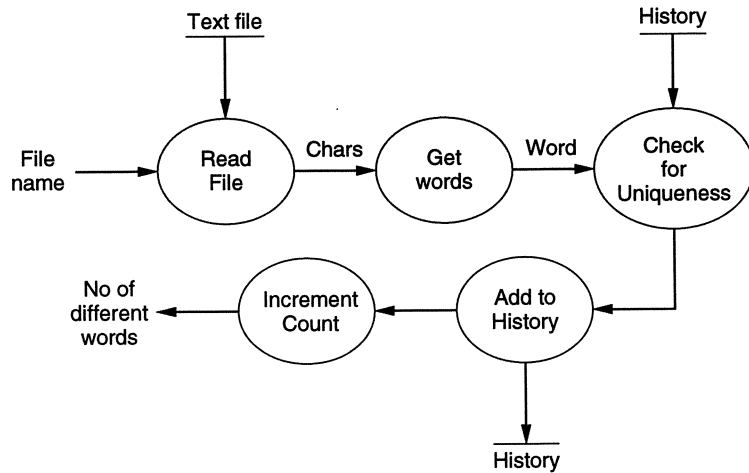 Text file
History
File
name
Read
File
Chars
Get
words
Word
Check
for
Uniqueness
No of
different
words
Increment
Count
Add to
History
History